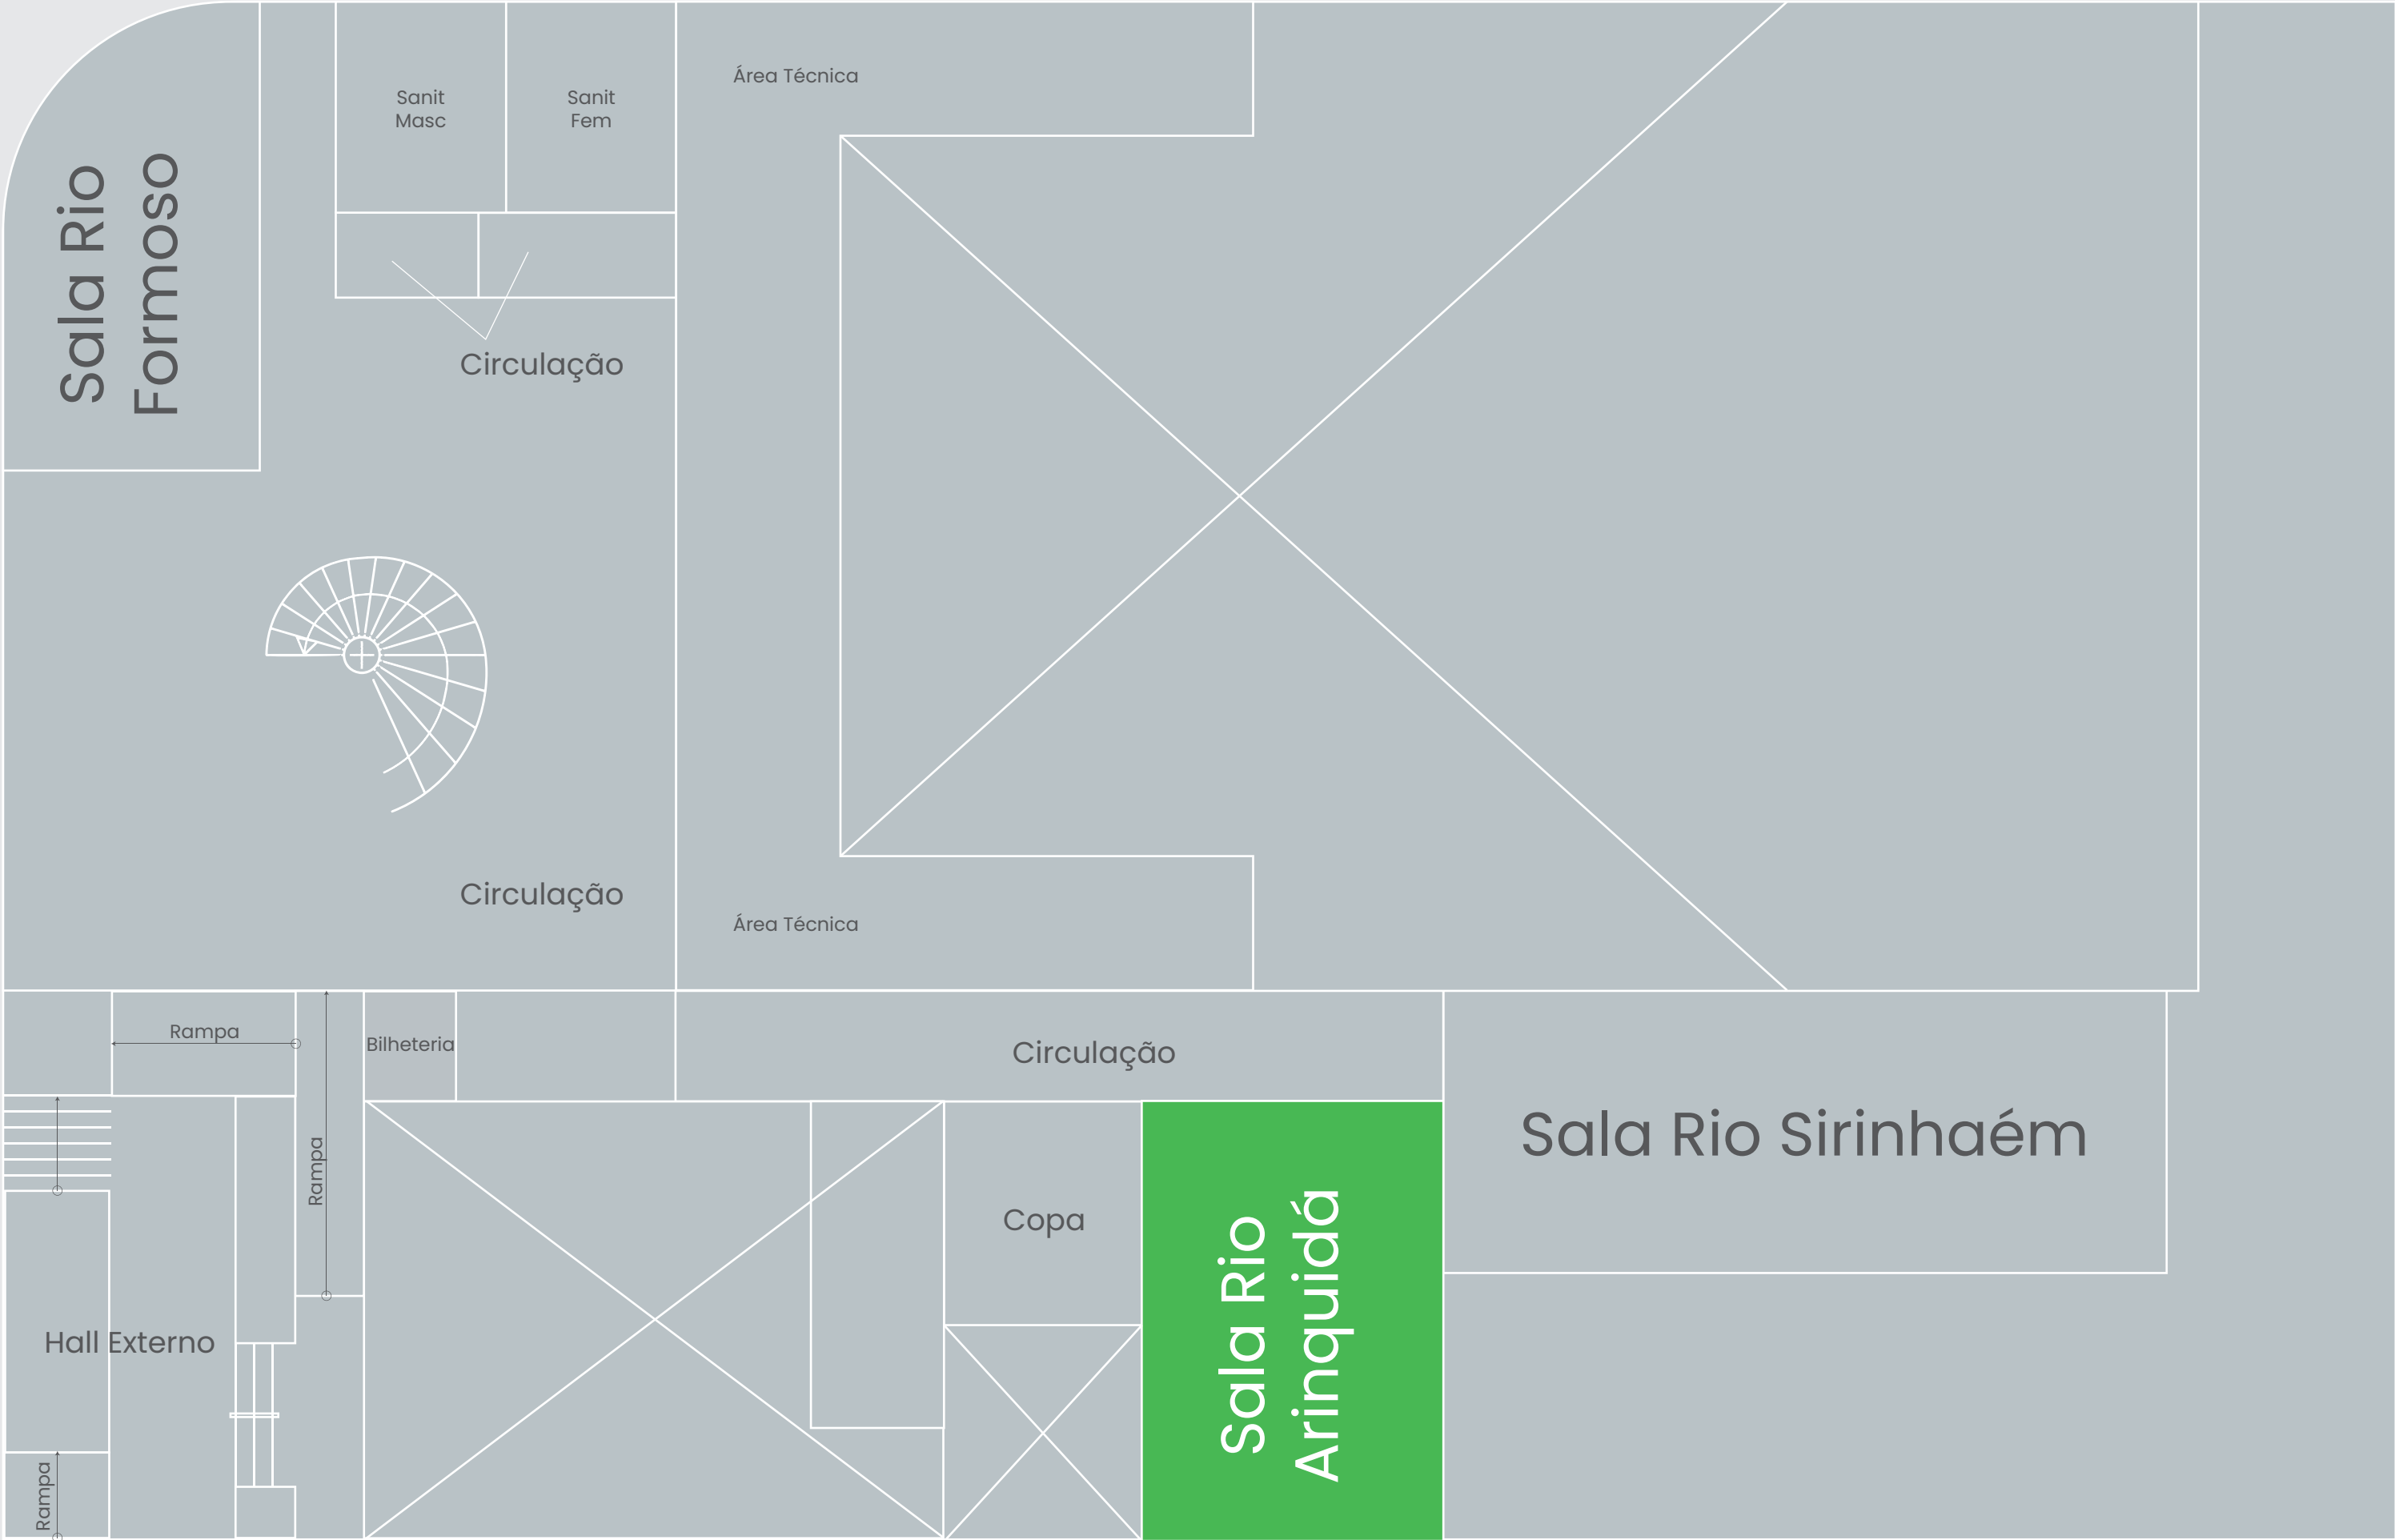 Sala Rio
Formoso
Sanit
Masc
Sanit
Fem
Área Técnica
Circulação
Circulação
Área Técnica
Rampa
Bilheteria
Circulação
Rampa
Sala Rio Sirinhaém
Copa
Sala Rio
Arinquidá
Hall Externo
Rampa